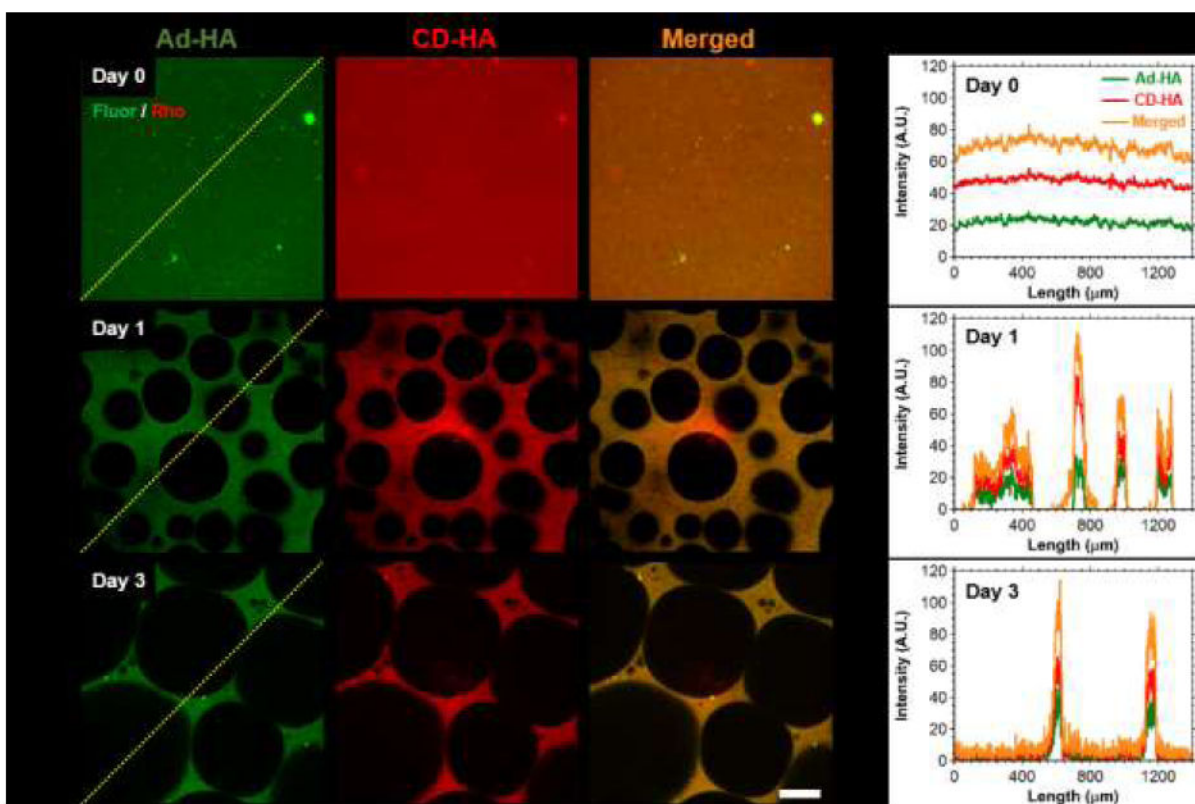 Ad-HA CD-HA Merged
Day 0
Fluor / Rho
Day 1
Day 3
120
100
80
60
40
20
0
Intensity (A.U.)
Day 0
Ad-HA
CD-HA
Merged
0 400 800 1200
Length (μm)
120
100
80
60
40
20
0
Intensity (A.U.)
Day 1
0 400 800 1200
Length (μm)
120
100
80
60
40
20
0
Intensity (A.U.)
Day 3
0 400 800 1200
Length (μm)